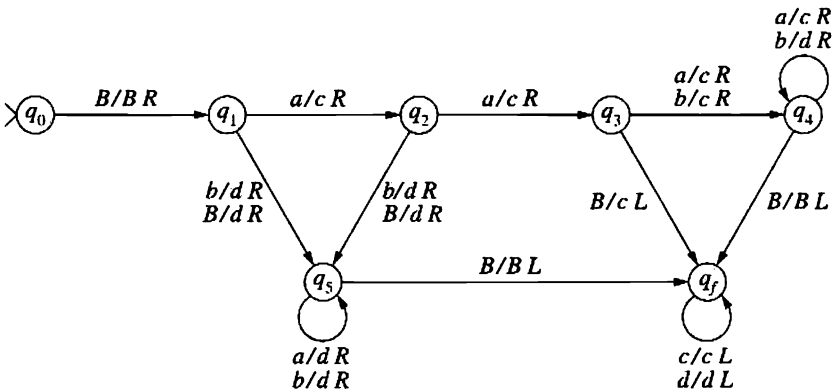 a/c R
b/d R
a/c R
b/c R
B/B R
a/c R
a/c R
q0
q1
q2
q3
q4
b/d R
B/d R
b/d R
B/d R
B/c L
B/B L
B/B L
q5
qf
a/d R
b/d R
c/c L
d/d L